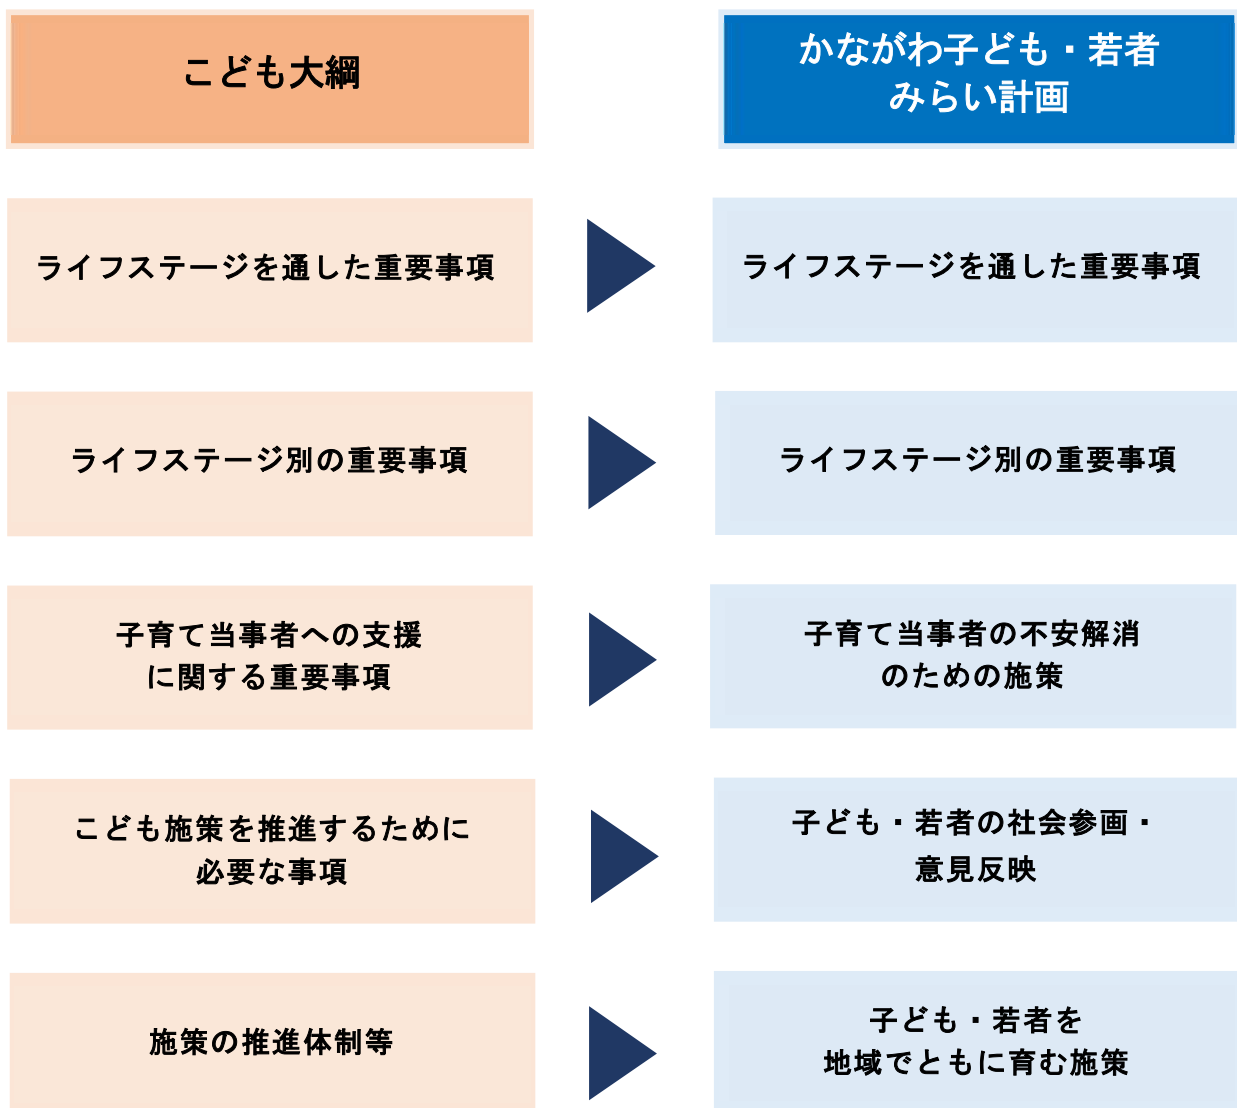 こども大綱
かながわ子ども・若者
みらい計画
ライフステージを通した重要事項
ライフステージを通した重要事項
ライフステージ別の重要事項
ライフステージ別の重要事項
子育て当事者への支援
に関する重要事項
子育て当事者の不安解消
のための施策
こども施策を推進するために
必要な事項
子ども・若者の社会参画・
意見反映
施策の推進体制等
子ども・若者を
地域でともに育む施策